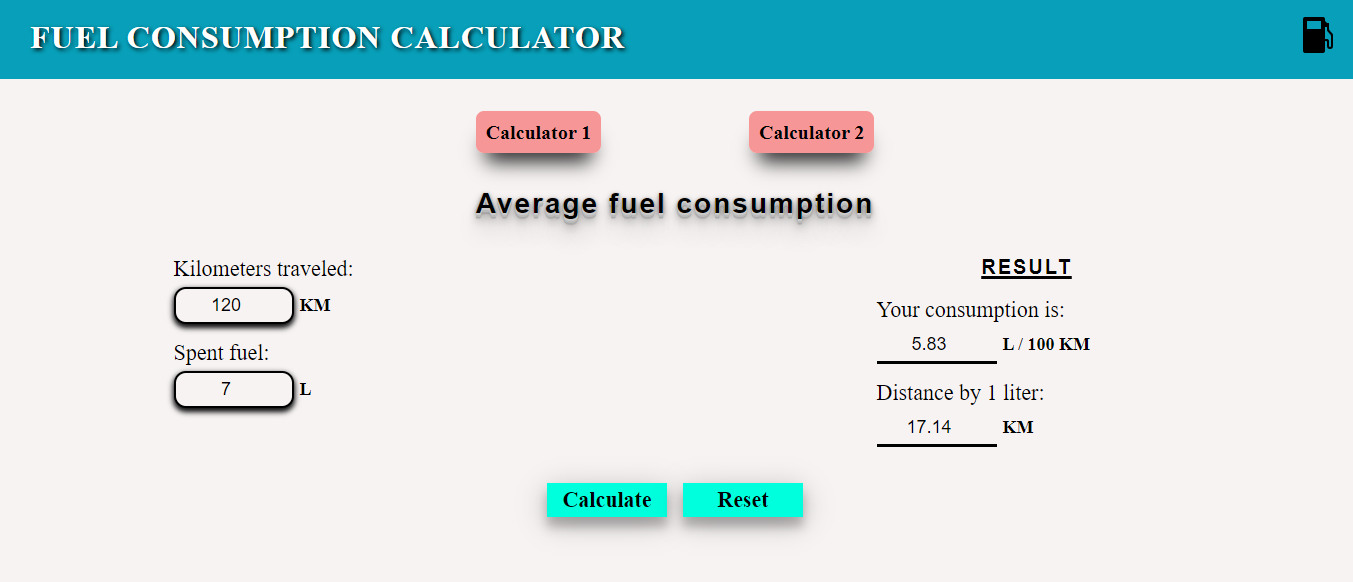 FUEL CONSUMPTION CALCULATOR
Calculator 1
Calculator 2
Average fuel consumption
Kilometers traveled:
120 KM
Spent fuel:
7 L
RESULT
Your consumption is:
5.83 L / 100 KM
Distance by 1 liter:
17.14 KM
Calculate
Reset